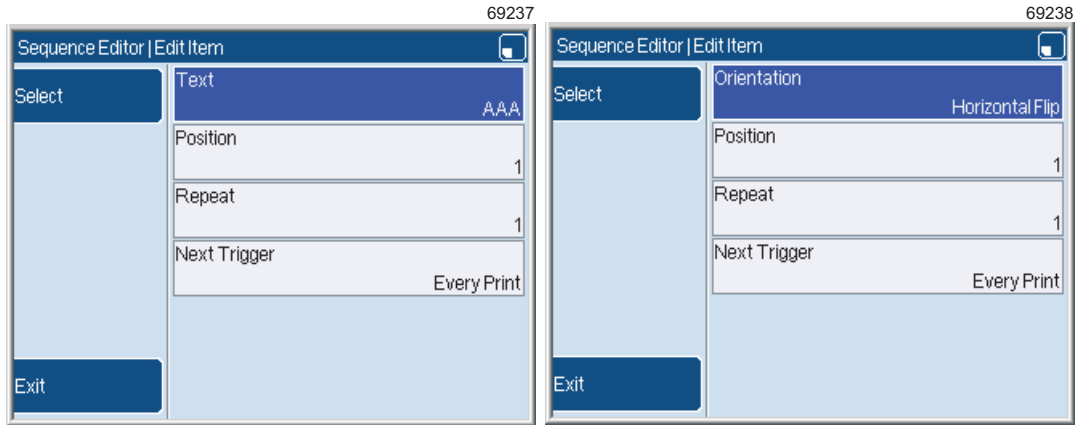 69237
Sequence Editor | Edit Item
Select
Text
AAA
Position
1
Repeat
1
Next Trigger
Every Print
Exit
69238
Sequence Editor | Edit Item
Select
Orientation
Horizontal Flip
Position
1
Repeat
1
Next Trigger
Every Print
Exit